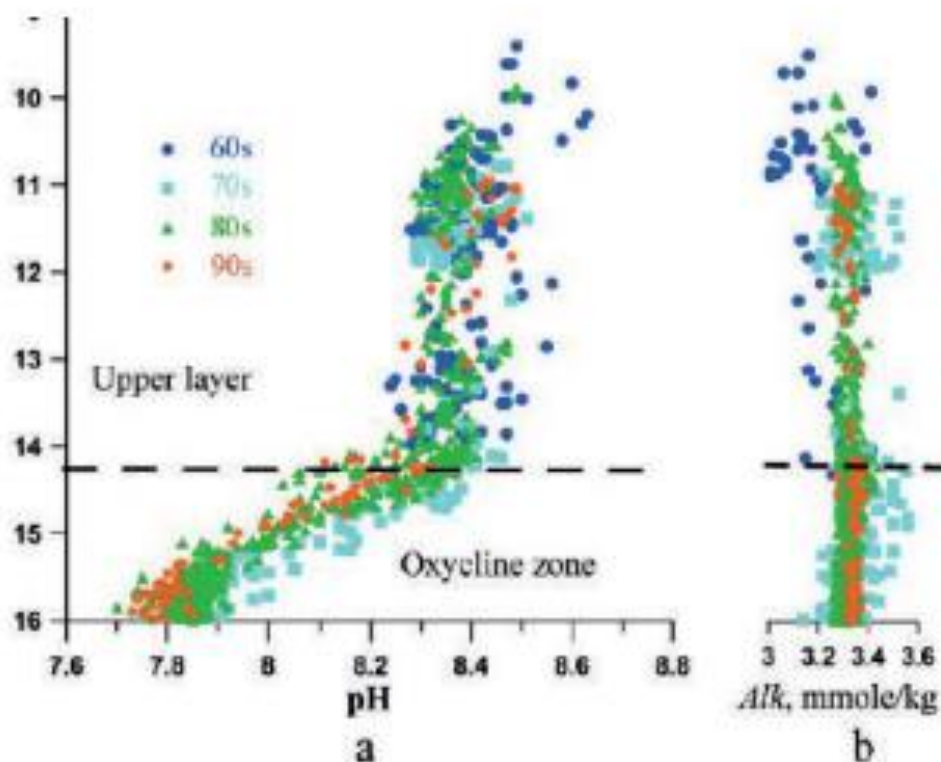 10
11
12
13
14
15
16
60s
70s
80s
90s
Upper layer
Oxycline zone
7.6 7.8 8 8.2 8.4 8.6 8.8
pH
a
3 3.2 3.4 3.6
Alk, mmole/kg
b